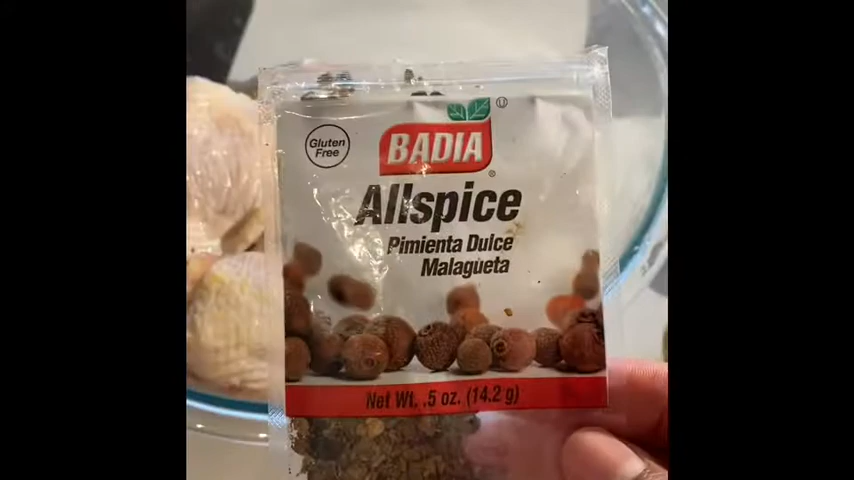 Gluten
Free
BADIA
Allspice
Pimienta Dulce
Malagueta
Net Wt. .5 oz. (14.2 g)